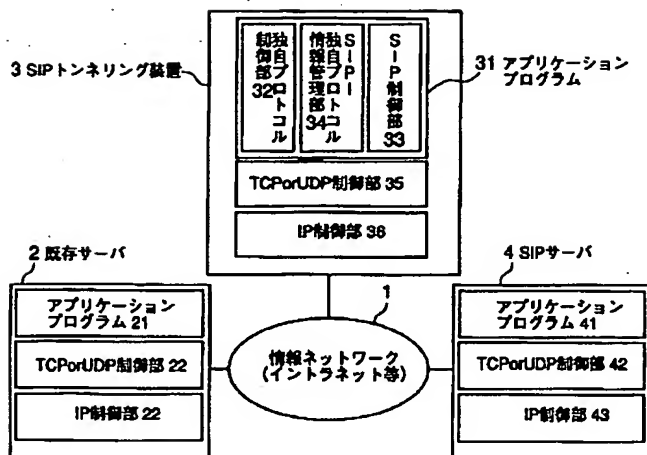 3 SIPトンネリング装置
独自プロトコル
制御部
32
SIPー
独自プロトコル
情報管理部
34
SIP制御部
33
31 アプリケーション
プログラム
TCPorUDP制御部 35
IP制御部 36
2 既存サーバ
アプリケーション
プログラム 21
TCPorUDP制御部 22
IP制御部 22
1
情報ネットワーク
(イントラネット等)
4 SIPサーバ
アプリケーション
プログラム 41
TCPorUDP制御部 42
IP制御部 43